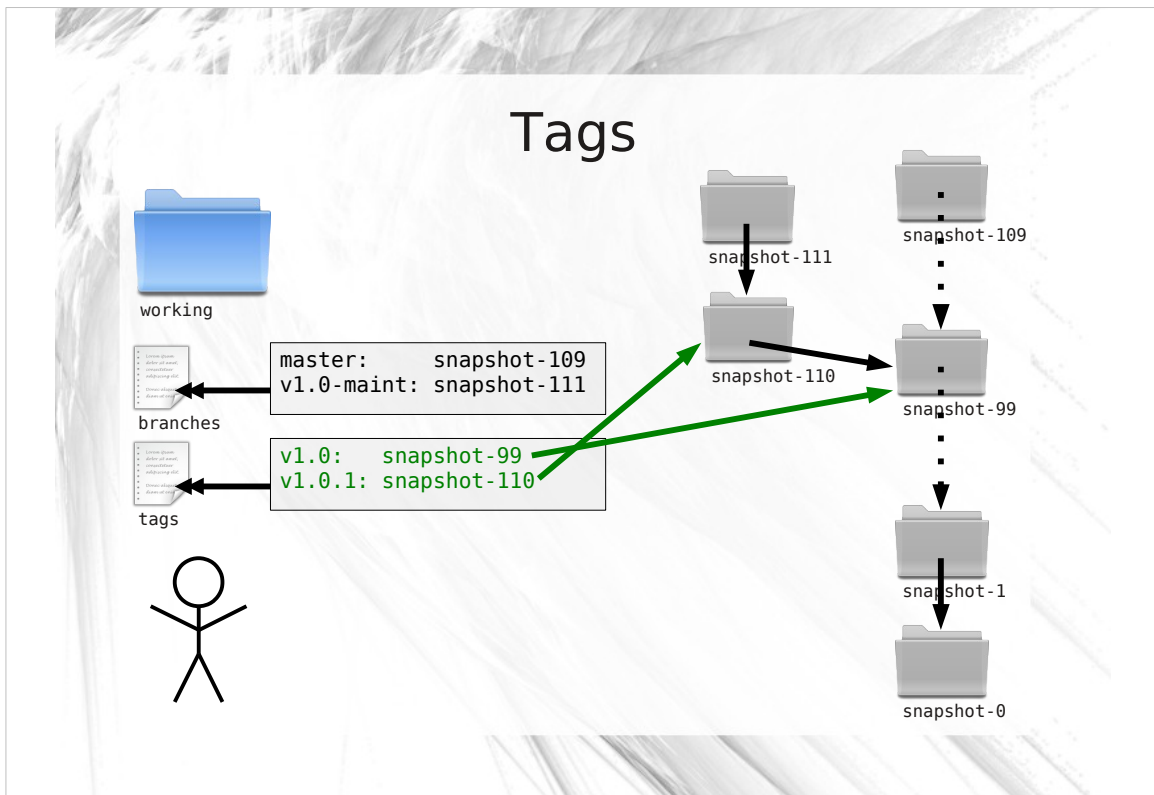 Tags
working
branches
master:     snapshot-109
v1.0-maint: snapshot-111
tags
v1.0:   snapshot-99
v1.0.1: snapshot-110
snapshot-111
snapshot-110
snapshot-109
snapshot-99
snapshot-1
snapshot-0